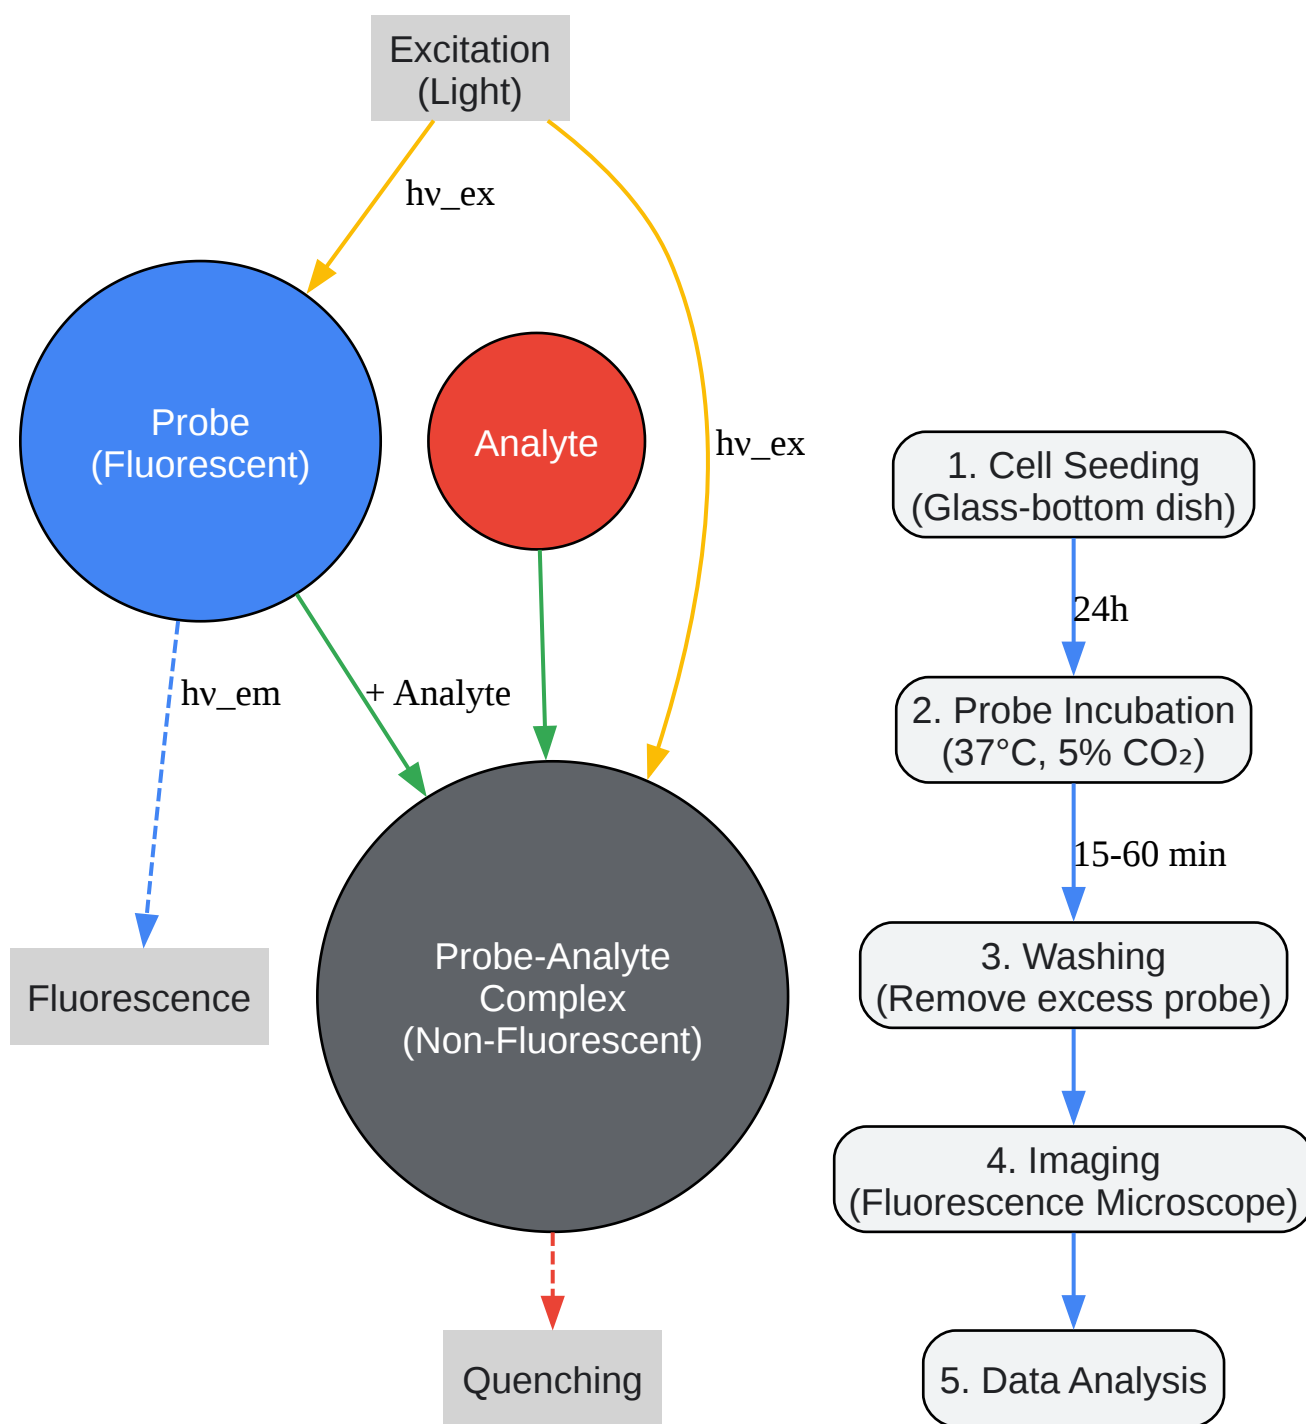 Excitation
(Light)
hν_ex
Probe
(Fluorescent)
Analyte
hν_ex
hν_em
+ Analyte
Fluorescence
Probe-Analyte
Complex
(Non-Fluorescent)
Quenching
1. Cell Seeding
(Glass-bottom dish)
24h
2. Probe Incubation
(37°C, 5% CO₂)
15-60 min
3. Washing
(Remove excess probe)
4. Imaging
(Fluorescence Microscope)
5. Data Analysis